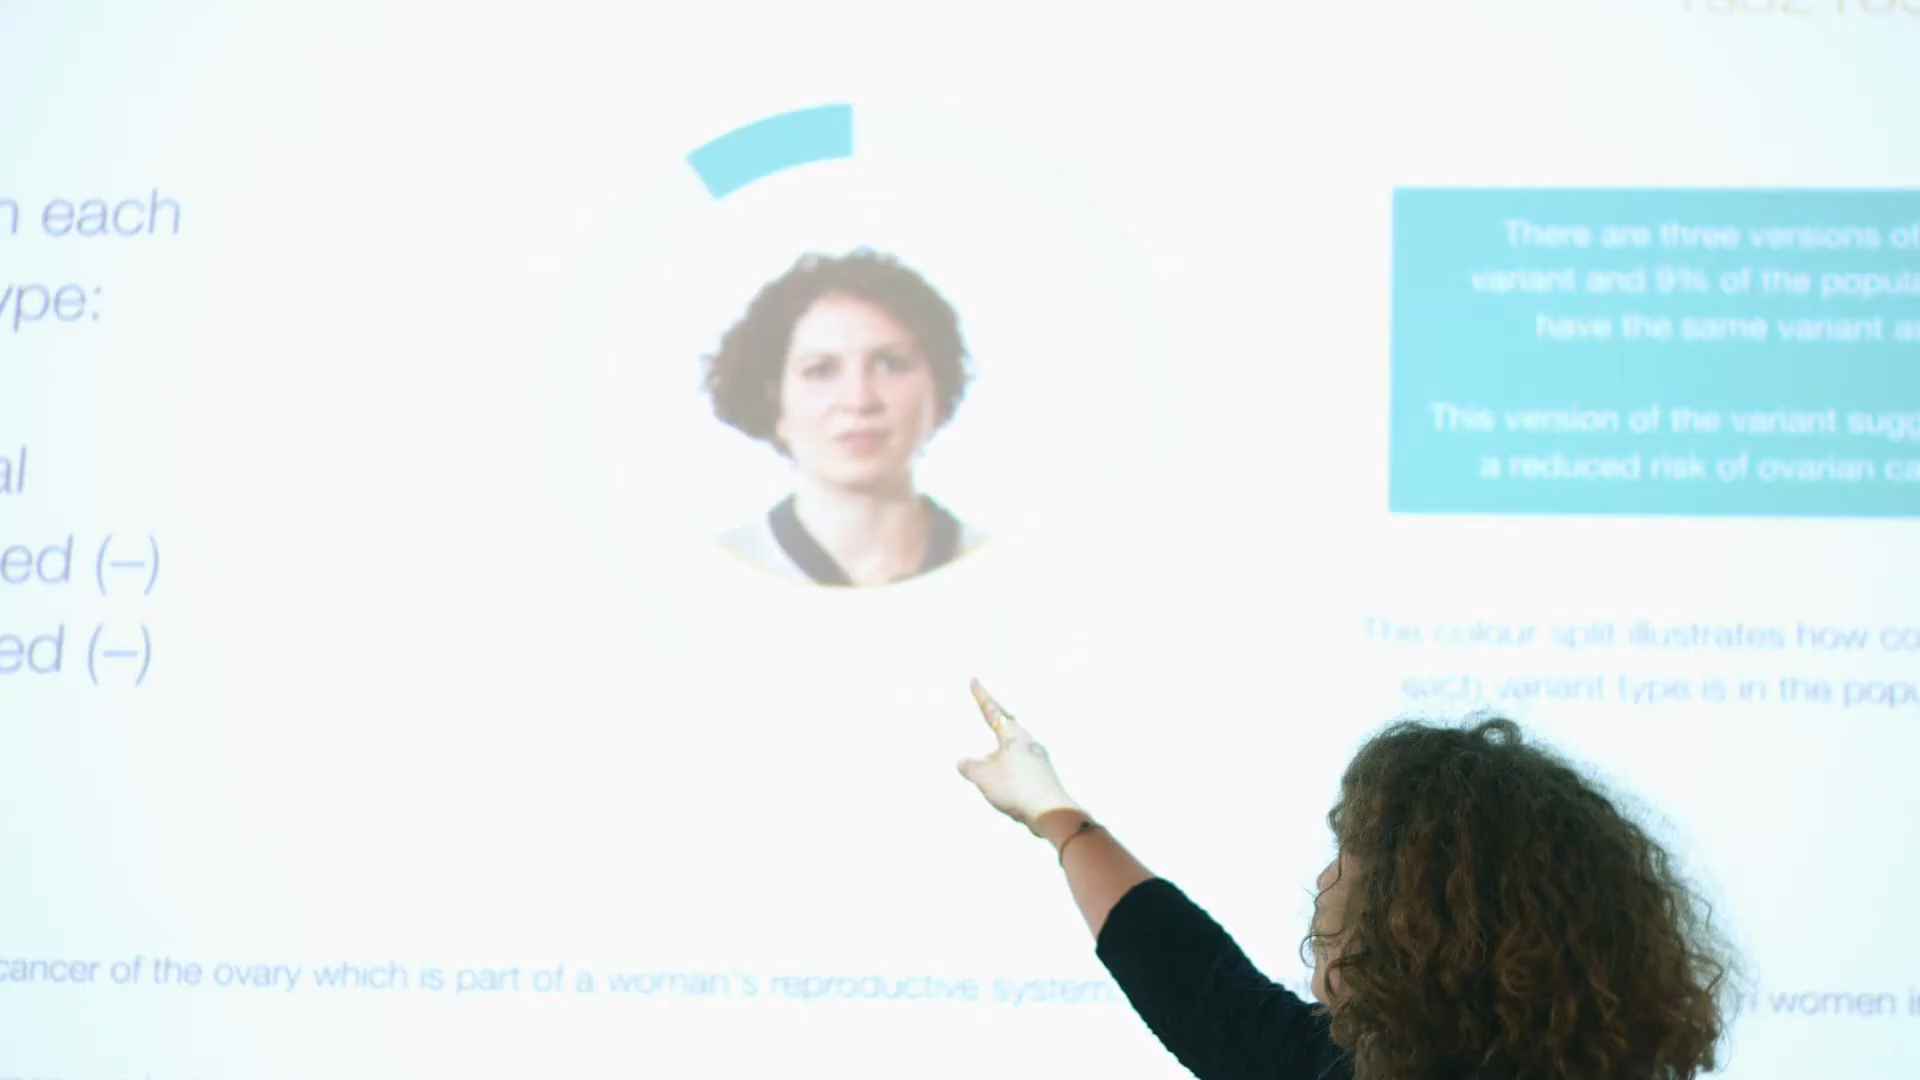 each
ype:
al
ed (–)
ed (–)
There are three versions of
variant and 9% of the popula
have the same variant as
This version of the variant sugg
a reduced risk of ovarian ca
The colour split illustrates how co
each variant type is in the popu
cancer of the ovary which is part of a woman's reproductive system.
women i